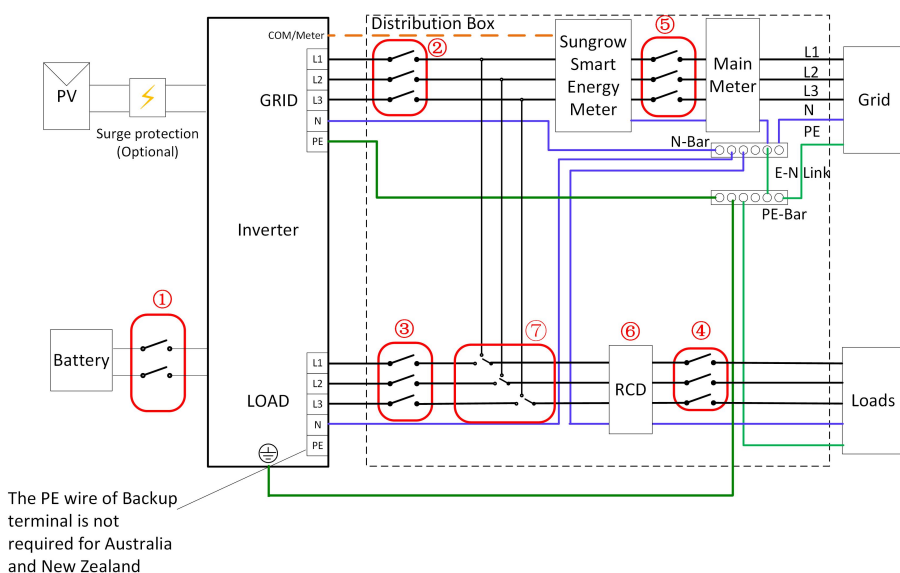 Distribution Box
COM/Meter
②
⑤
L1
L2
L3
N
PE
GRID
Sungrow
Smart
Energy
Meter
Main
Meter
L1
L2
L3
N
PE
Grid
PV
Surge protection
(Optional)
N-Bar
E-N Link
PE-Bar
Inverter
①
③
⑦
⑥
④
Battery
LOAD
L1
L2
L3
N
PE
RCD
Loads
The PE wire of Backup
terminal is not
required for Australia
and New Zealand